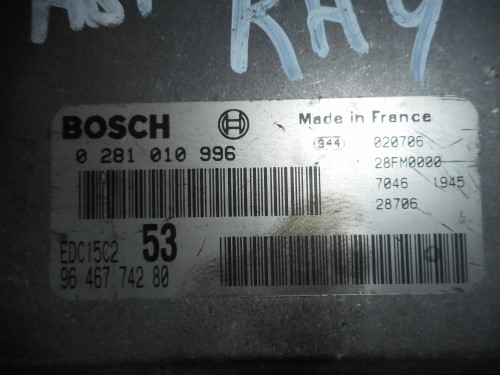 RH9
BOSCH
Made in France
0 281 010 996
944 020706
28FM0000
7046 1945
28706
EDC15C2 53
96 467 742 80